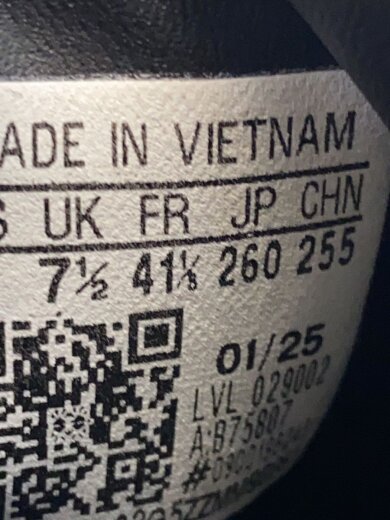 ADE IN VIETNAM
S UK FR JP CHN
7½ 41⅓ 260 255
01/25
LVL 029002
A:B75807